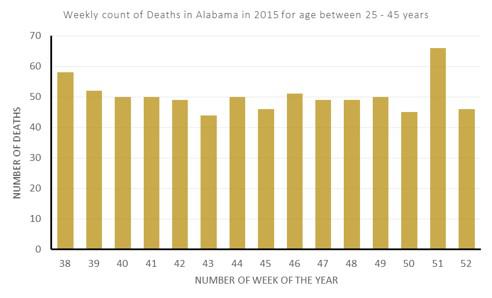 Weekly count of Deaths in Alabama in 2015 for age between 25 - 45 years
NUMBER OF DEATHS
70
60
50
40
30
20
10
0
38 39 40 41 42 43 44 45 46 47 48 49 50 51 52
NUMBER OF WEEK OF THE YEAR